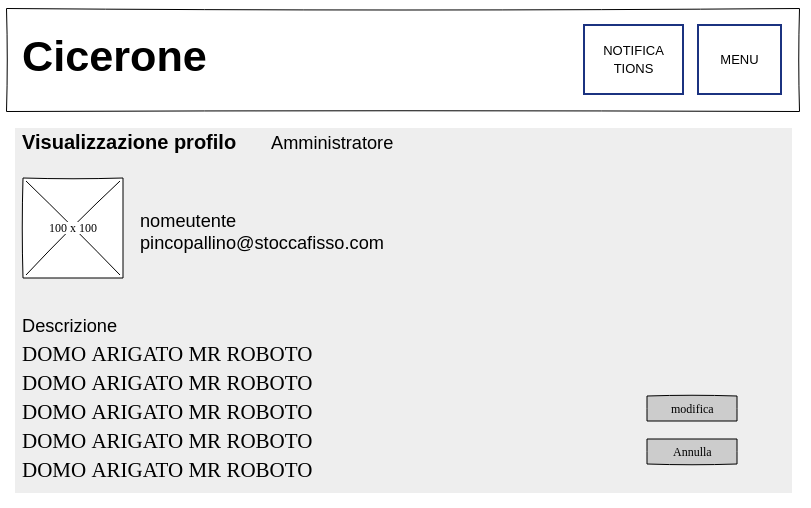 Cicerone
NOTIFICA
TIONS
MENU
Visualizzazione profilo
Amministratore
100 x 100
nomeutente
pincopallino@stoccafisso.com
Descrizione
DOMO ARIGATO MR ROBOTO
DOMO ARIGATO MR ROBOTO
DOMO ARIGATO MR ROBOTO
DOMO ARIGATO MR ROBOTO
DOMO ARIGATO MR ROBOTO
modifica
Annulla